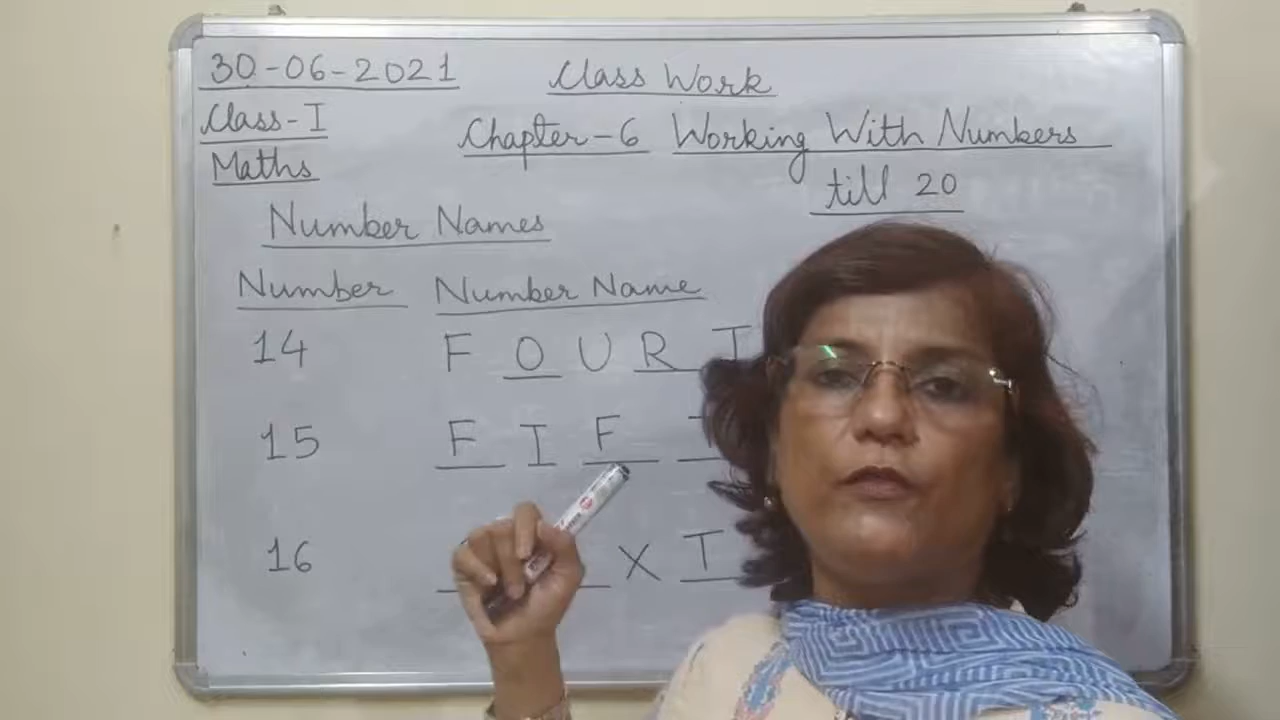 30-06-2021 Class Work
Class-I Chapter-6 Working With Numbers
Maths till 20
Number Names
Number Number Name
14 F O U R T
15 F I F T
16 X T